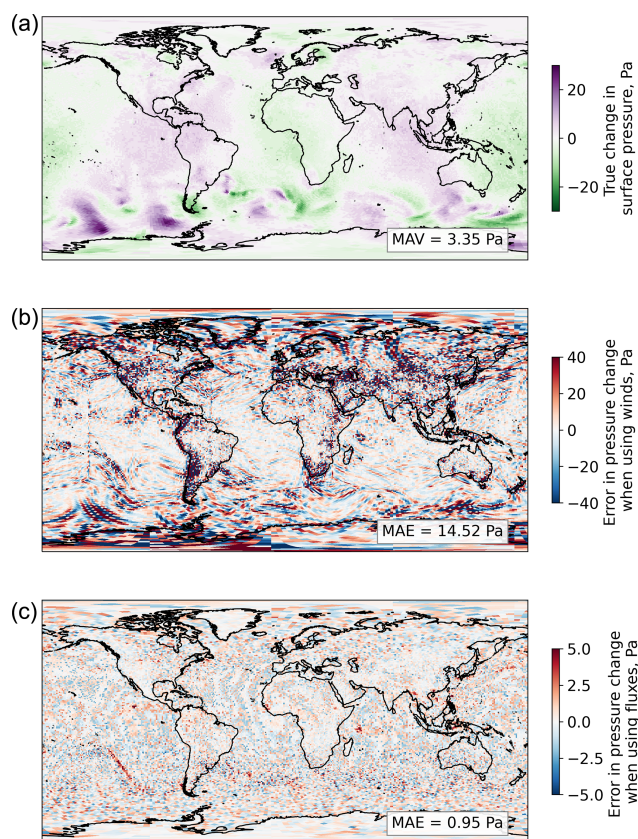 (a)
20
0
−20
True change in
surface pressure, Pa
MAV = 3.35 Pa
(b)
40
20
0
−20
−40
Error in pressure change
when using winds, Pa
MAE = 14.52 Pa
(c)
5.0
2.5
0.0
−2.5
−5.0
Error in pressure change
when using fluxes, Pa
MAE = 0.95 Pa